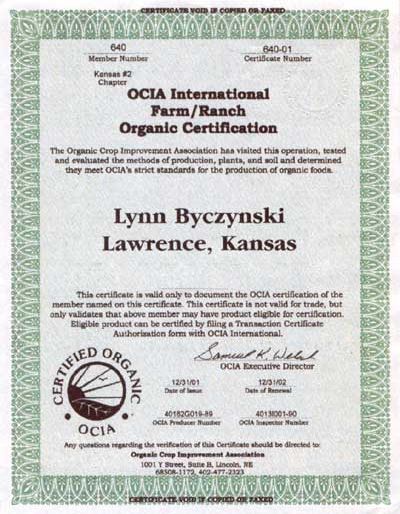 CERTIFICATE VOID IF COPIED OR FAXED
640
640-01
Member Number
Certificate Number
Kansas #2
Chapter
OCIA International
Farm/Ranch
Organic Certification
The Organic Crop Improvement Association has visited this operation, tested
and evaluated the methods of production, plants, and soil and determined
they meet OCIA's strict standards for the production of organic foods.
Lynn Byczynski
Lawrence, Kansas
This certificate is valid only to document the OCIA certification of the
member named on this certificate. This certificate is not valid for trade, but
only validates that above member may have product eligible for certification.
Eligible product can be certified by filing a Transaction Certificate
Authorization form with OCIA International.
Samuel K. Welsh
OCIA Executive Director
CERTIFIED ORGANIC
OCIA
12/31/01
12/31/02
Date of Issue
Date of Renewal
40162G019-89
4013I001-90
OCIA Producer Number
OCIA Inspector Number
Any questions regarding the verification of this Certificate should be directed to:
Organic Crop Improvement Association
1001 Y Street, Suite B, Lincoln, NE
68508-1172, 402-477-2323
CERTIFICATE VOID IF COPIED OR FAXED